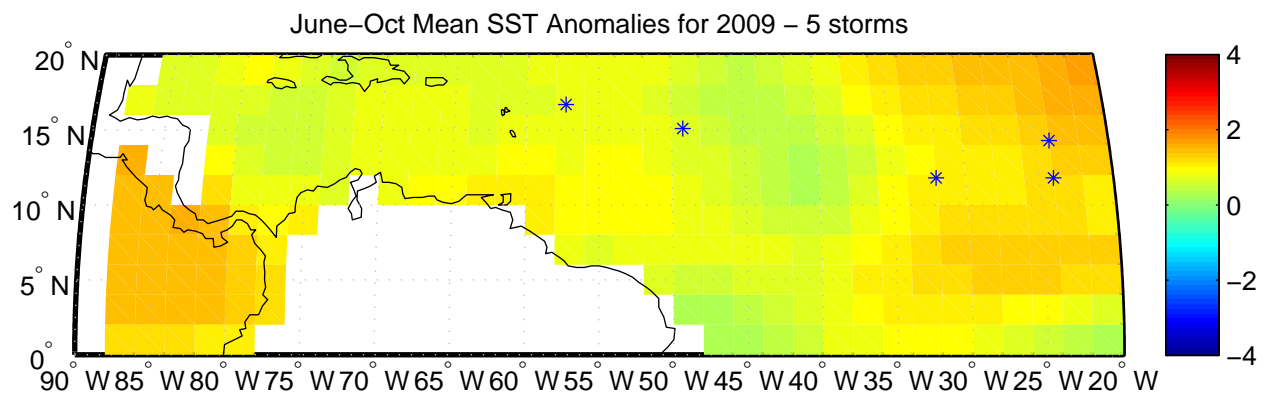 June−Oct Mean SST Anomalies for 2009 − 5 storms
20° N
15° N
10° N
5° N
0°
90° W 85° W 80° W 75° W 70° W 65° W 60° W 55° W 50° W 45° W 40° W 35° W 30° W 25° W 20° W
4
2
0
−2
−4